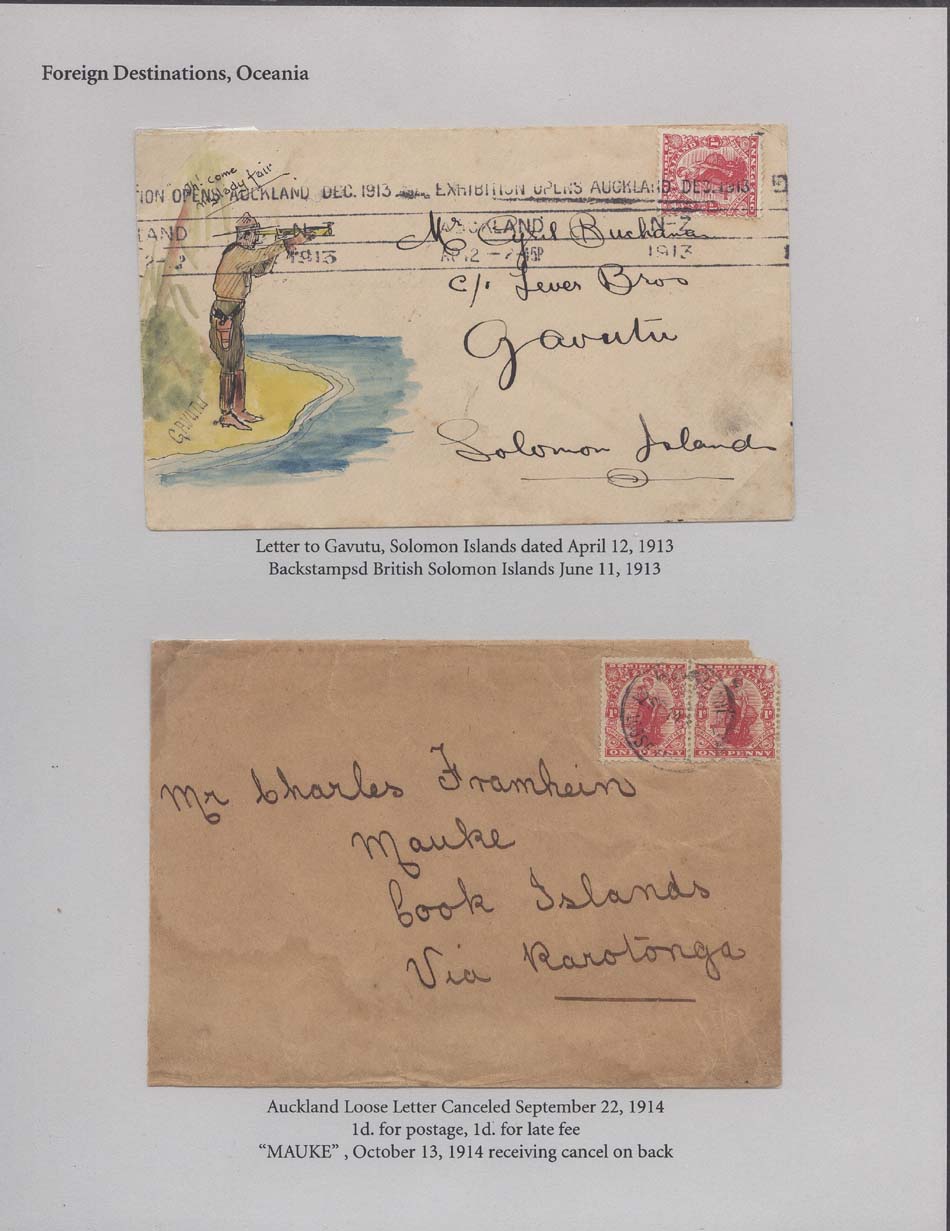 Foreign Destinations, Oceania
come
my lady fair
ION OPENS AUCKLAND DEC. 1913 EXHIBITION OPENS AUCKLAND DEC. 1913
LAND N.Z AUCKLAND N.Z
1913 AP 12 1913
Mr Cyril Buchanan
c/. Lever Bros
Gavutu
Solomon Islands
GAVUTU
Letter to Gavutu, Solomon Islands dated April 12, 1913
Backstampsd British Solomon Islands June 11, 1913
ONE PENNY ONE PENNY
Mr Charles Framhein
Mauke
Cook Islands
Via Rarotonga
Auckland Loose Letter Canceled September 22, 1914
1d. for postage, 1d. for late fee
“MAUKE” , October 13, 1914 receiving cancel on back